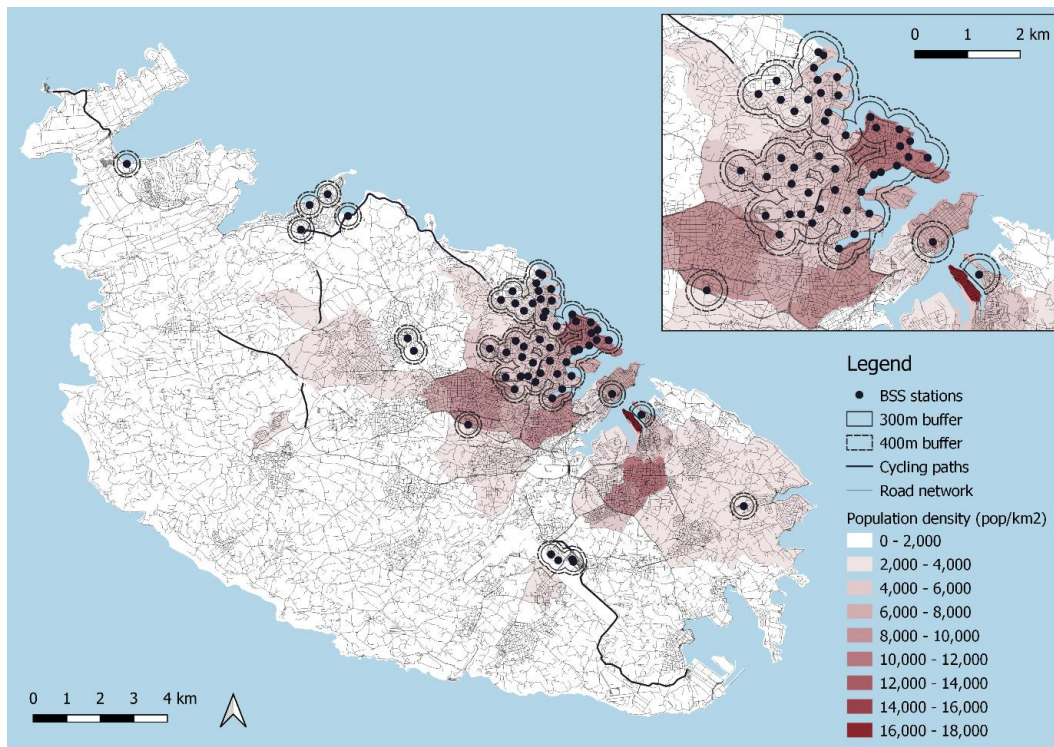 0 1 2 km
Legend
BSS stations
300m buffer
400m buffer
Cycling paths
Road network
Population density (pop/km2)
0 - 2,000
2,000 - 4,000
4,000 - 6,000
6,000 - 8,000
8,000 - 10,000
10,000 - 12,000
12,000 - 14,000
14,000 - 16,000
16,000 - 18,000
0 1 2 3 4 km